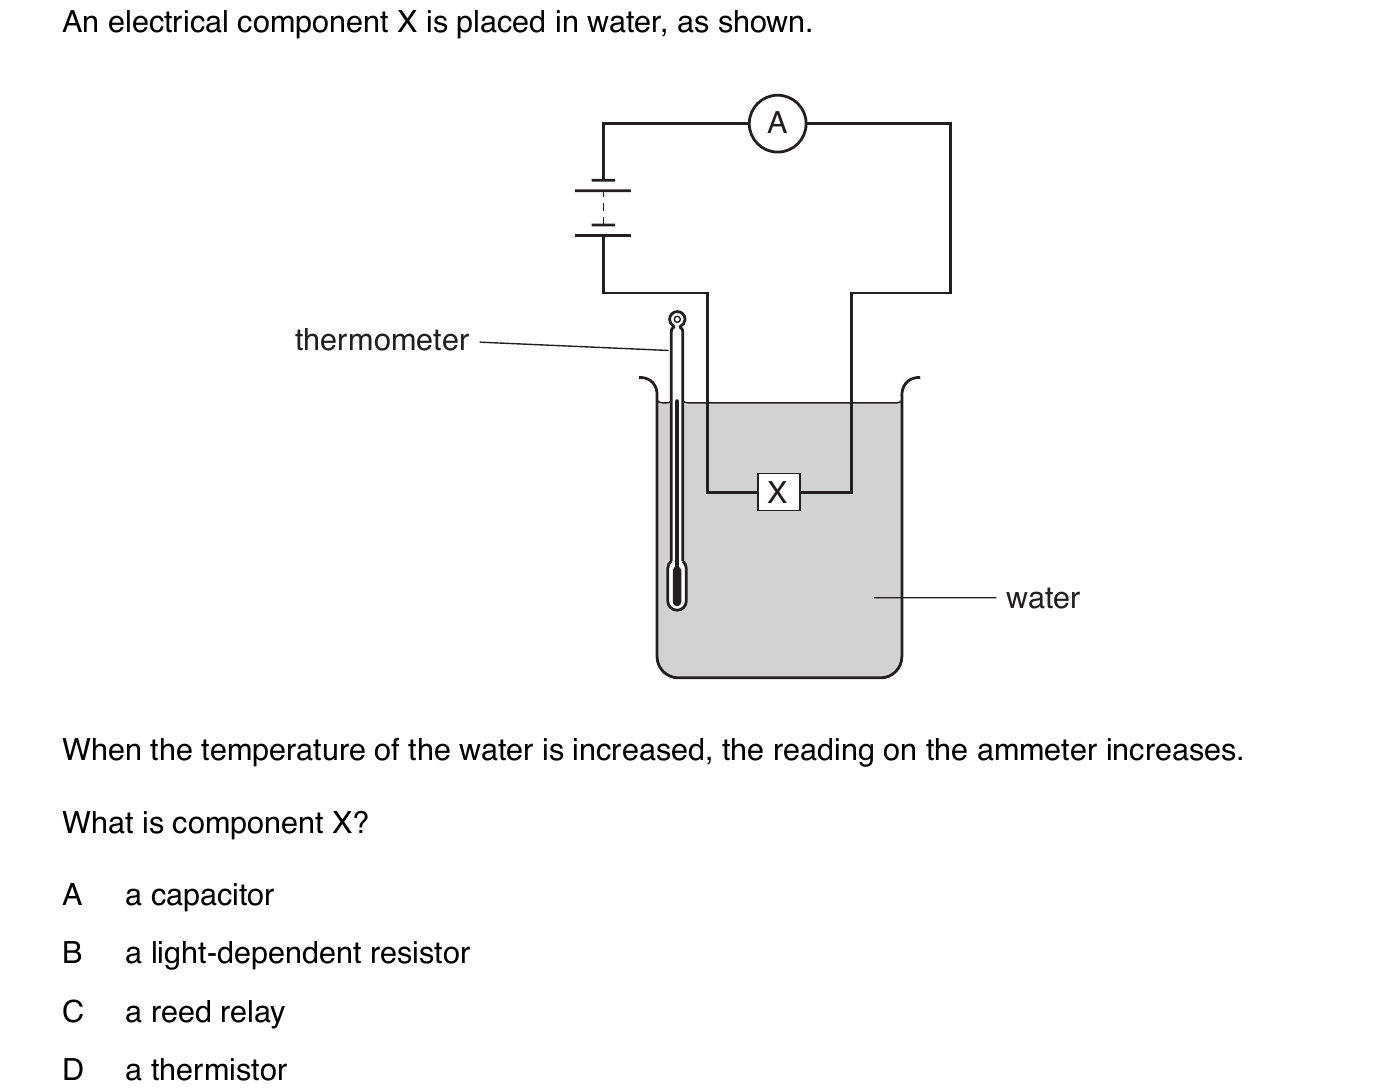 An electrical component X is placed in water, as shown.
A
thermometer
X
water
When the temperature of the water is increased, the reading on the ammeter increases.
What is component X?
A a capacitor
B a light-dependent resistor
C a reed relay
D a thermistor